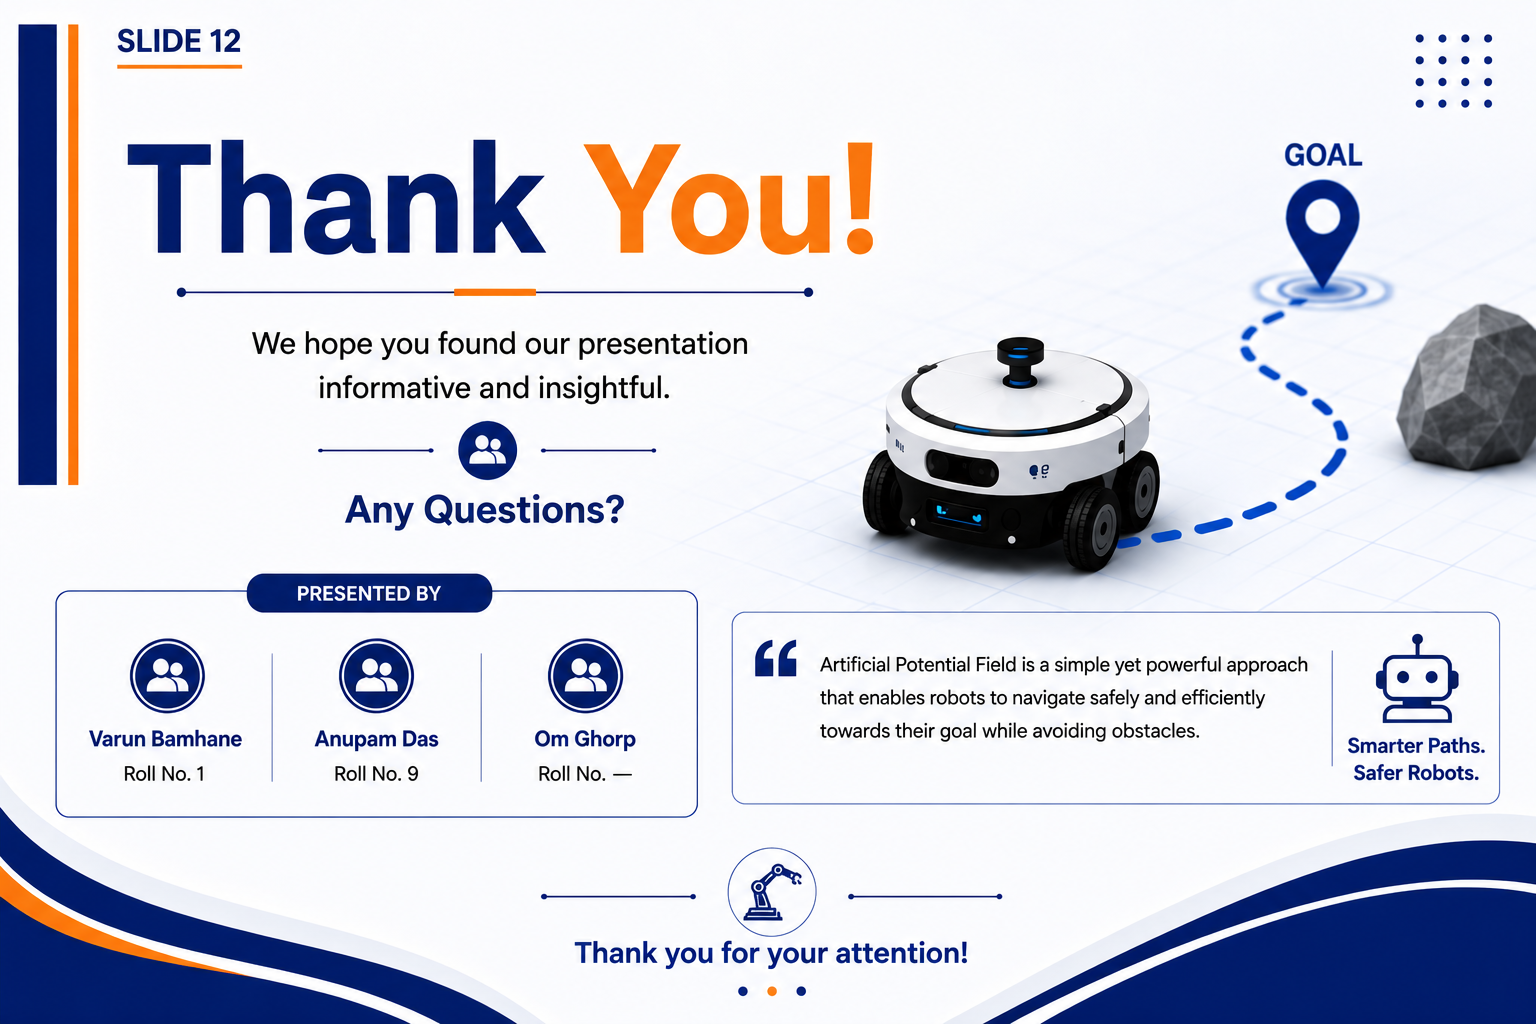 SLIDE 12
Thank You!
We hope you found our presentation
informative and insightful.
Any Questions?
GOAL
PRESENTED BY
Varun Bamhane
Roll No. 1
Anupam Das
Roll No. 9
Om Ghorp
Roll No. —
“
Artificial Potential Field is a simple yet powerful approach
that enables robots to navigate safely and efficiently
towards their goal while avoiding obstacles.
Smarter Paths.
Safer Robots.
Thank you for your attention!